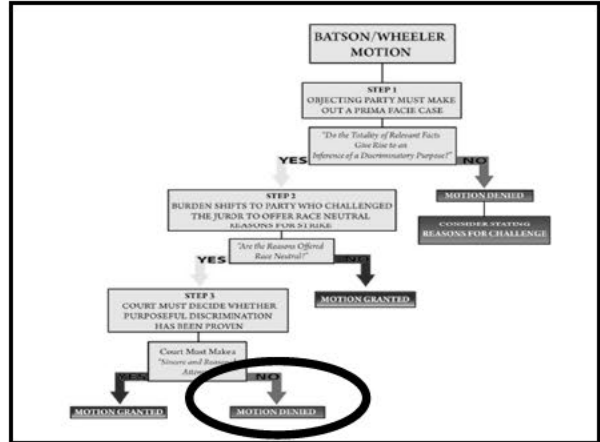 BATSON/WHEELER
MOTION
STEP 1
OBJECTING PARTY MUST MAKE
OUT A PRIMA FACIE CASE
"Do the Totality of Relevant Facts
Give Rise to an
Inference of a Discriminatory Purpose?"
YES
NO
MOTION DENIED
CONSIDER STATING
REASONS FOR CHALLENGE
STEP 2
BURDEN SHIFTS TO PARTY WHO CHALLENGED
THE JUROR TO OFFER RACE NEUTRAL
REASONS FOR STRIKE
"Are the Reasons Offered
Race Neutral?"
YES
NO
MOTION GRANTED
STEP 3
COURT MUST DECIDE WHETHER
PURPOSEFUL DISCRIMINATION
HAS BEEN PROVEN
Court Must Make a
"Sincere and
YES
NO
MOTION GRANTED
MOTION DENIED